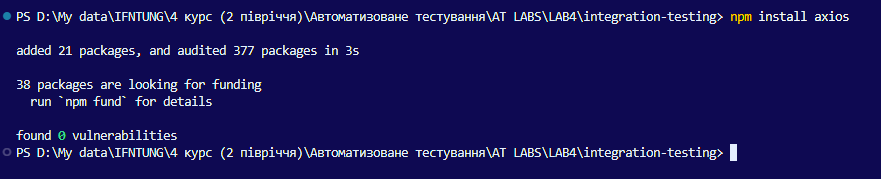 PS D:\My data\IFNTUNG\4 курс (2 півріччя)\Автоматизоване тестування\AT LABS\LAB4\integration-testing> npm install axios
added 21 packages, and audited 377 packages in 3s
38 packages are looking for funding
  run `npm fund` for details
found 0 vulnerabilities
PS D:\My data\IFNTUNG\4 курс (2 півріччя)\Автоматизоване тестування\AT LABS\LAB4\integration-testing>